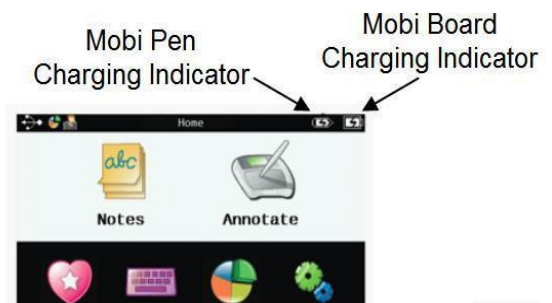 Mobi Pen
Charging Indicator
Mobi Board
Charging Indicator
Home
abc
Notes
Annotate